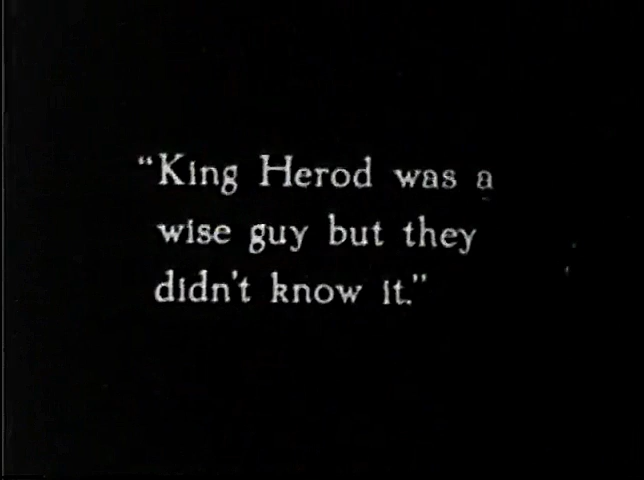 “King Herod was a
wise guy but they
didn't know it.”